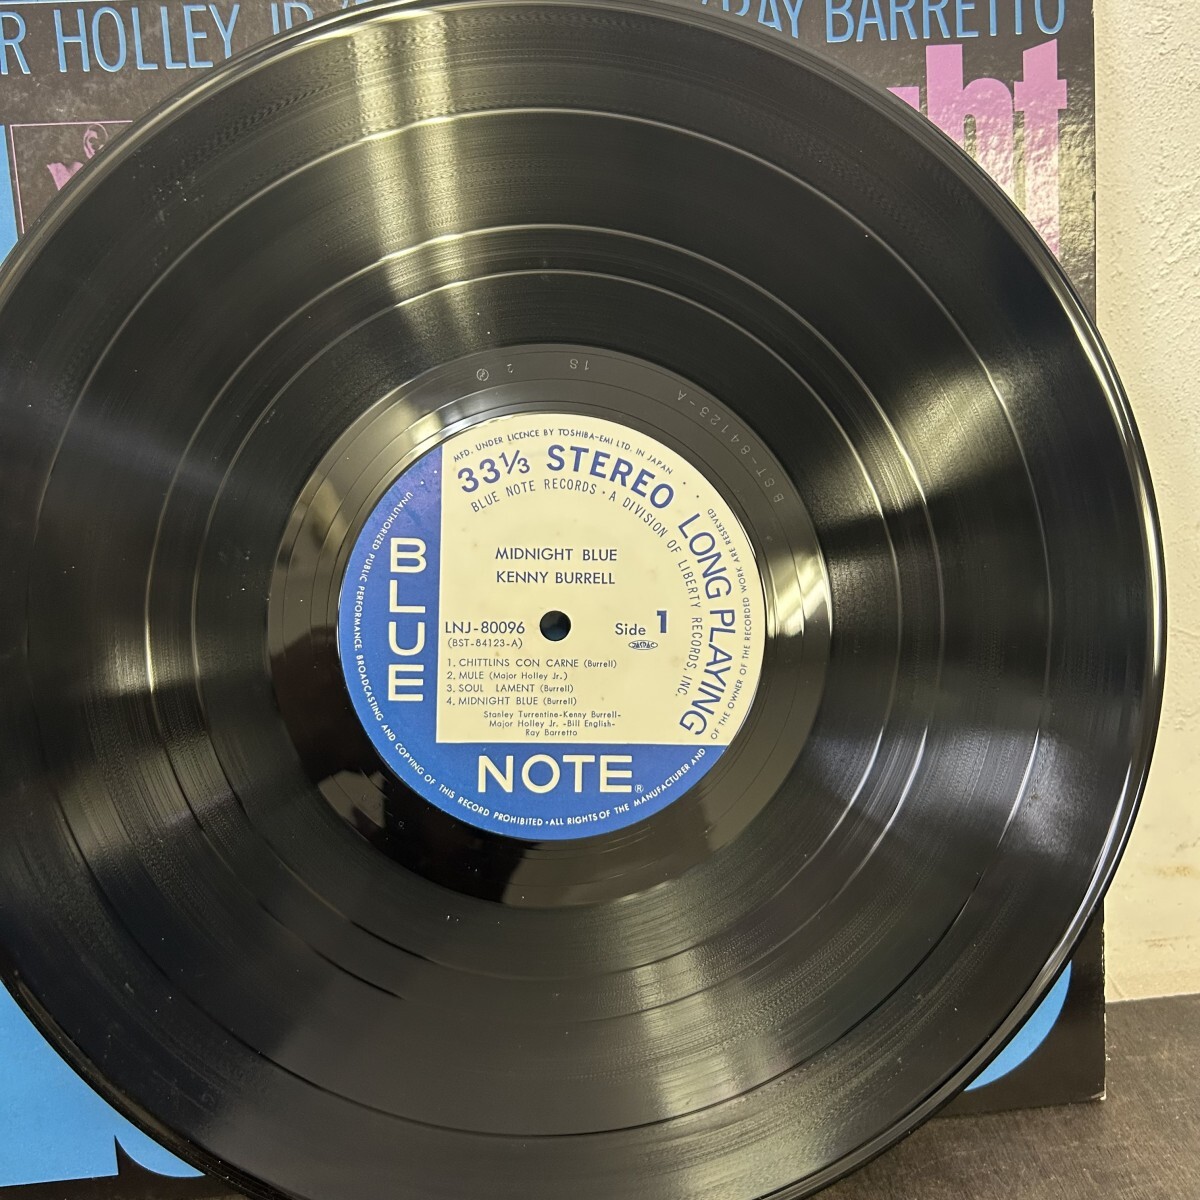 R HOLLEY JR
RAY BARRETTO
ght
2
1S
BST-84123-A
MFD. UNDER LICENCE BY TOSHIBA-EMI LTD. IN JAPAN
33⅓ STEREO LONG PLAYING
BLUE NOTE RECORDS • A DIVISION OF LIBERTY RECORDS, INC.
MIDNIGHT BLUE
KENNY BURRELL
LNJ-80096
(BST-84123-A)
Side 1
JASRAC
1. CHITTLINS CON CARNE (Burrell)
2. MULE (Major Holley Jr.)
3. SOUL LAMENT (Burrell)
4. MIDNIGHT BLUE (Burrell)
Stanley Turrentine-Kenny Burrell-
Major Holley Jr. -Bill English-
Ray Barretto
BLUE
NOTE®
UNAUTHORIZED PUBLIC PERFORMANCE, BROADCASTING AND COPYING OF THIS RECORD PROHIBITED • ALL RIGHTS OF THE MANUFACTURER AND OF THE OWNER OF THE RECORDED WORK ARE RESERVED